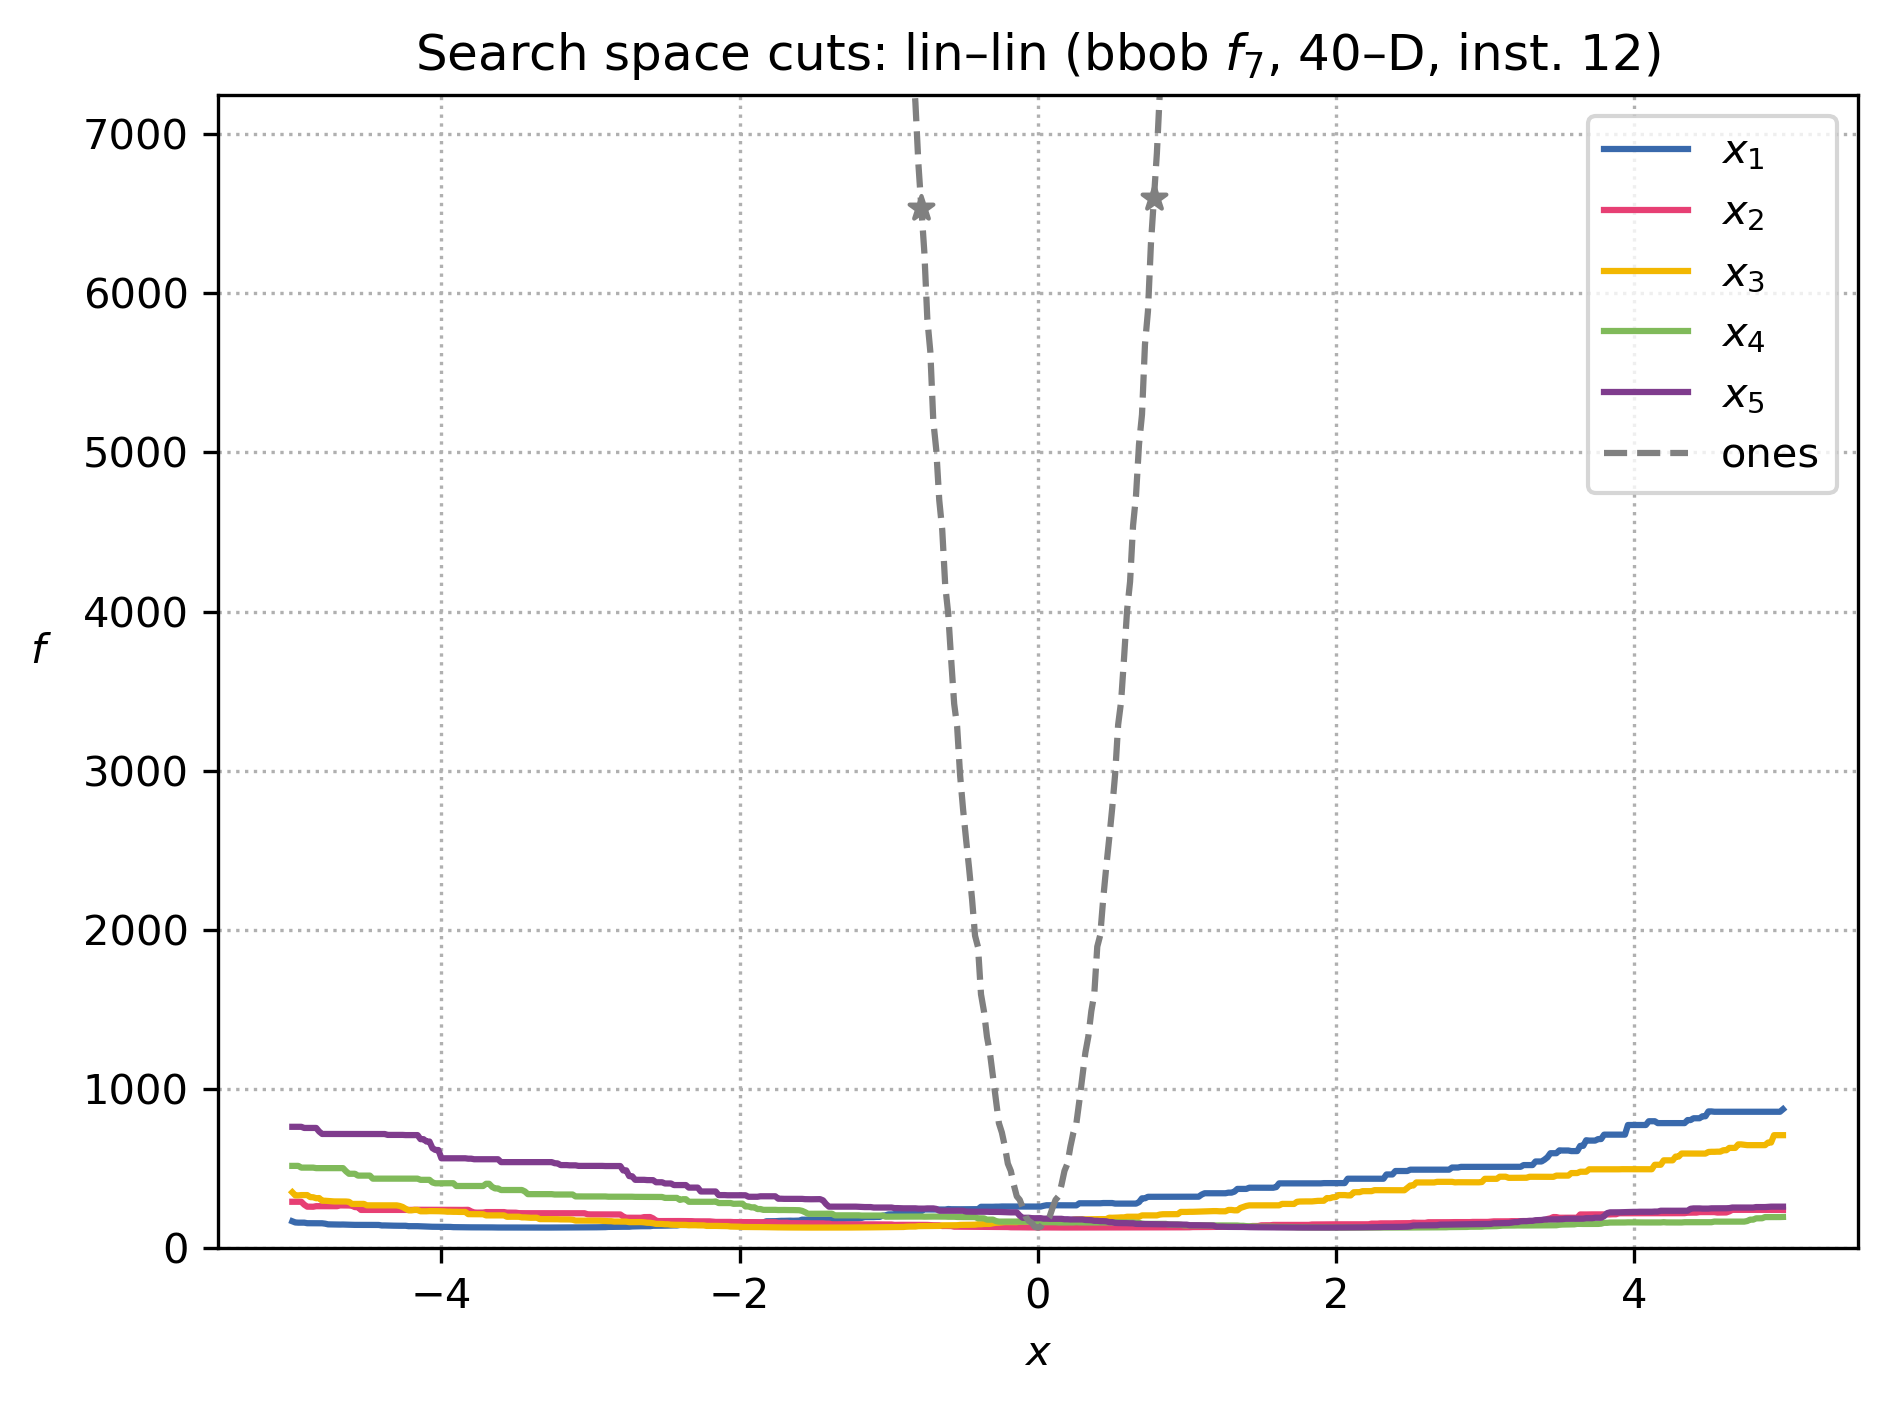 Search space cuts: lin–lin (bbob f₇, 40–D, inst. 12)
7000
6000
5000
4000
3000
2000
1000
0
f
−4
−2
0
2
4
x
x₁
x₂
x₃
x₄
x₅
ones